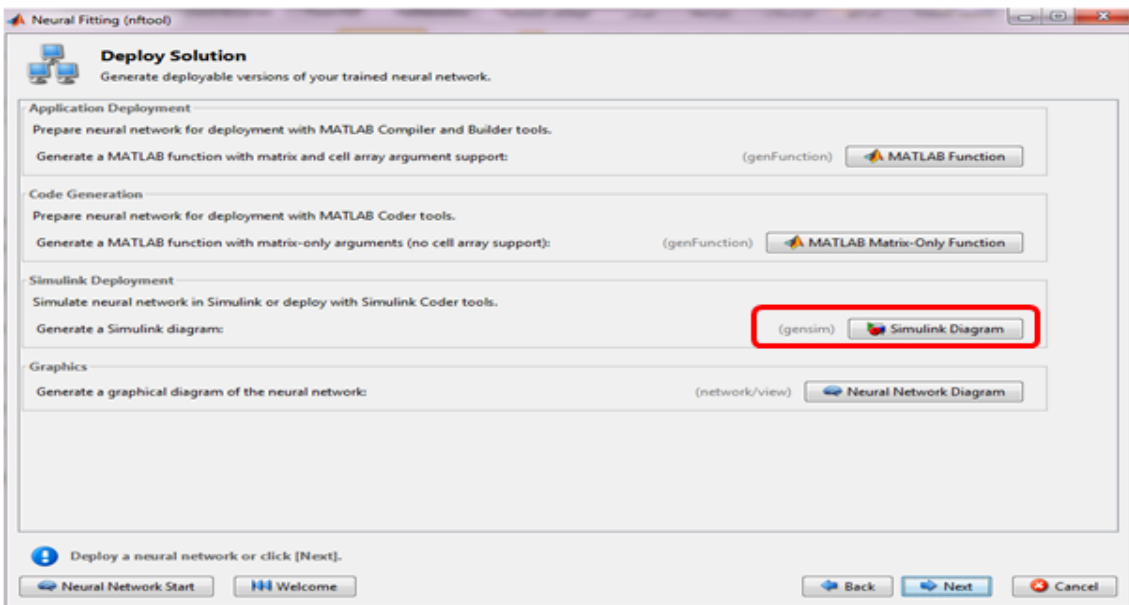 Neural Fitting (nftool)
Deploy Solution
Generate deployable versions of your trained neural network.
Application Deployment
Prepare neural network for deployment with MATLAB Compiler and Builder tools.
Generate a MATLAB function with matrix and cell array argument support: (genFunction) MATLAB Function
Code Generation
Prepare neural network for deployment with MATLAB Coder tools.
Generate a MATLAB function with matrix-only arguments (no cell array support): (genFunction) MATLAB Matrix-Only Function
Simulink Deployment
Simulate neural network in Simulink or deploy with Simulink Coder tools.
Generate a Simulink diagram: (gensim) Simulink Diagram
Graphics
Generate a graphical diagram of the neural network: (network/view) Neural Network Diagram
Deploy a neural network or click [Next].
Neural Network Start Welcome Back Next Cancel